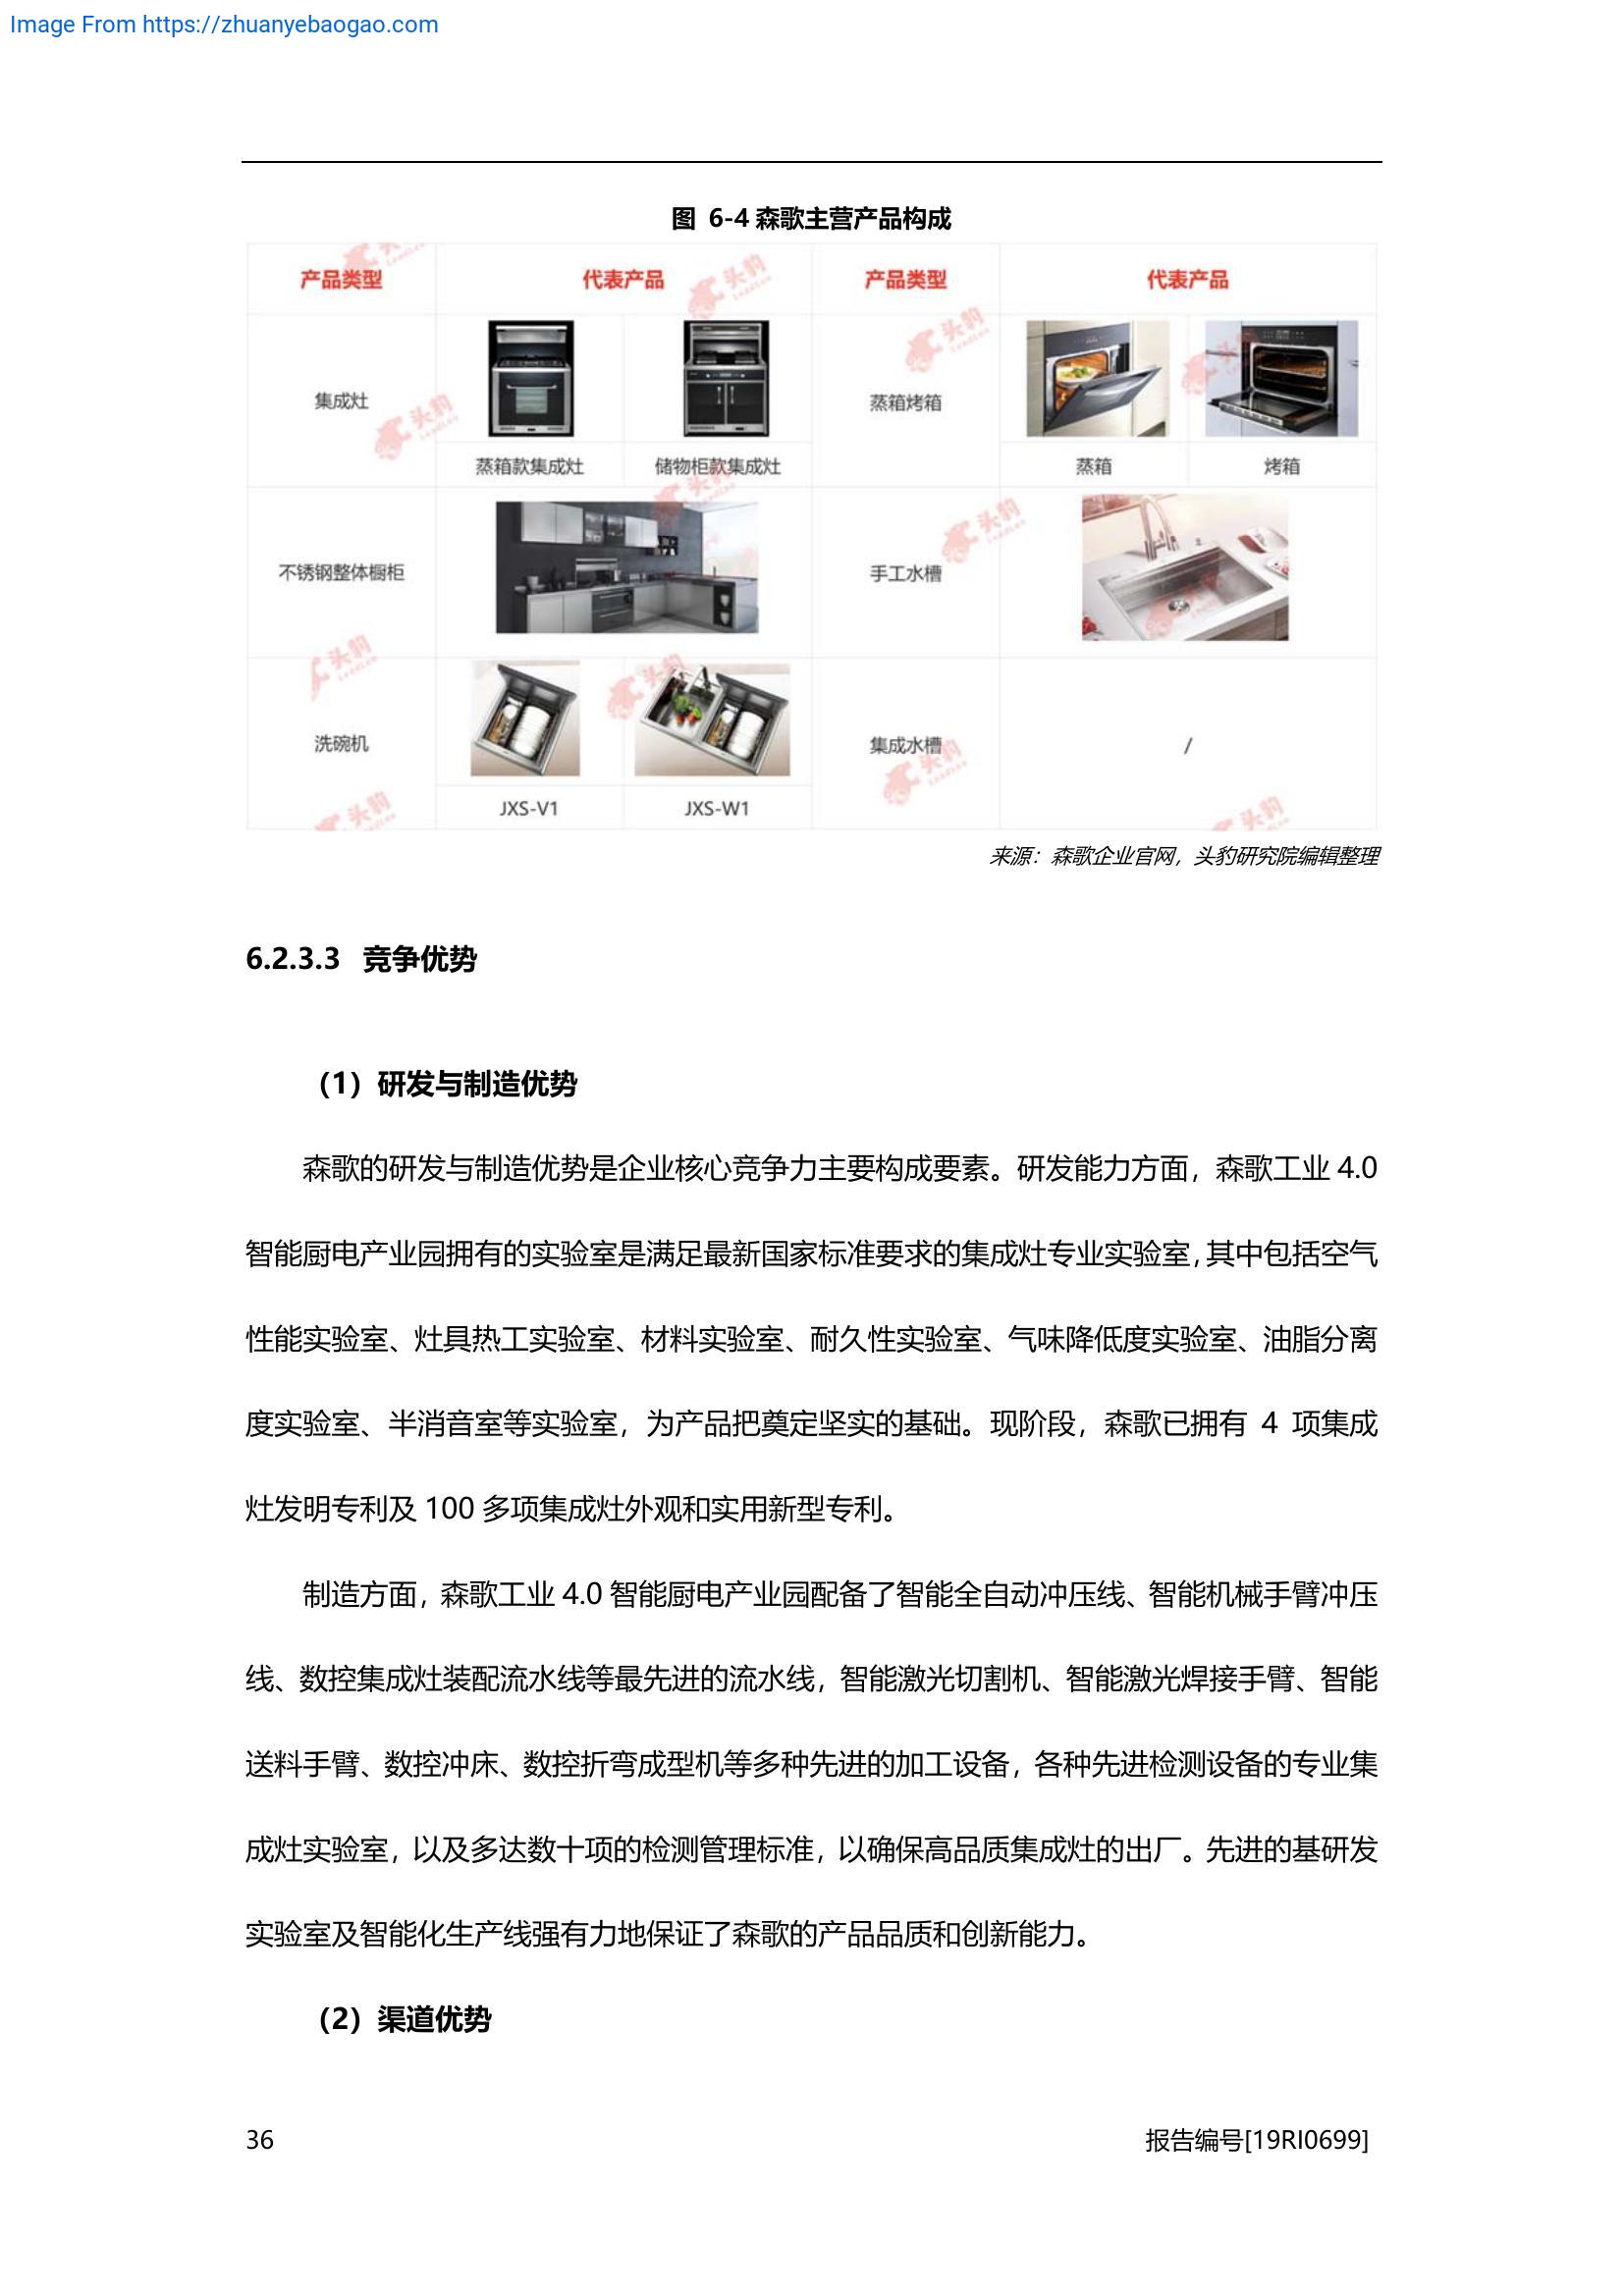 Image From https://zhuanyebaogao.com
图 6-4 森歌主营产品构成
产品类型 代表产品 产品类型 代表产品
集成灶 蒸箱烤箱
蒸箱款集成灶 储物柜款集成灶 蒸箱 烤箱
不锈钢整体橱柜 手工水槽
洗碗机 集成水槽 /
JXS-V1 JXS-W1
来源：森歌企业官网，头豹研究院编辑整理
6.2.3.3 竞争优势
（1）研发与制造优势
森歌的研发与制造优势是企业核心竞争力主要构成要素。研发能力方面，森歌工业 4.0
智能厨电产业园拥有的实验室是满足最新国家标准要求的集成灶专业实验室，其中包括空气
性能实验室、灶具热工实验室、材料实验室、耐久性实验室、气味降低度实验室、油脂分离
度实验室、半消音室等实验室，为产品把奠定坚实的基础。现阶段，森歌已拥有 4 项集成
灶发明专利及 100 多项集成灶外观和实用新型专利。
制造方面，森歌工业 4.0 智能厨电产业园配备了智能全自动冲压线、智能机械手臂冲压
线、数控集成灶装配流水线等最先进的流水线，智能激光切割机、智能激光焊接手臂、智能
送料手臂、数控冲床、数控折弯成型机等多种先进的加工设备，各种先进检测设备的专业集
成灶实验室，以及多达数十项的检测管理标准，以确保高品质集成灶的出厂。先进的基研发
实验室及智能化生产线强有力地保证了森歌的产品品质和创新能力。
（2）渠道优势
36 报告编号[19RI0699]